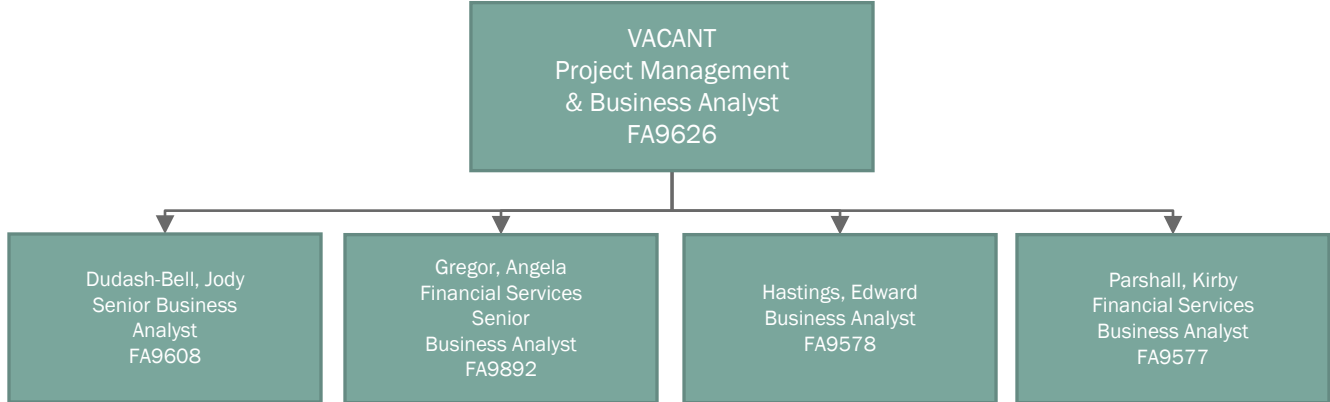 VACANT
Project Management
& Business Analyst
FA9626
Dudash-Bell, Jody
Senior Business
Analyst
FA9608
Gregor, Angela
Financial Services
Senior
Business Analyst
FA9892
Hastings, Edward
Business Analyst
FA9578
Parshall, Kirby
Financial Services
Business Analyst
FA9577